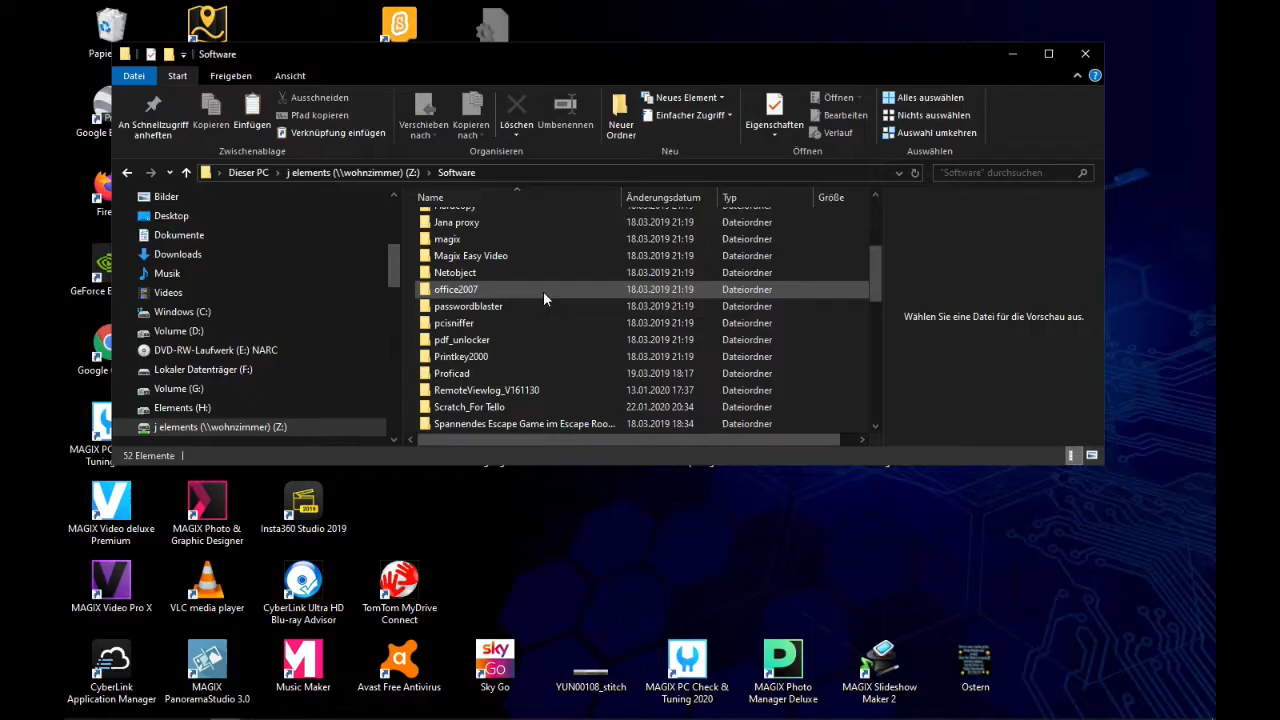 Papie
Software
Datei Start Freigeben Ansicht
An Schnellzugriff anheften
Kopieren
Einfügen
Ausschneiden
Pfad kopieren
Verknüpfung einfügen
Zwischenablage
Verschieben nach
Kopieren nach
Löschen
Umbenennen
Organisieren
Neuer Ordner
Neues Element
Einfacher Zugriff
Neu
Eigenschaften
Öffnen
Bearbeiten
Verlauf
Öffnen
Alles auswählen
Nichts auswählen
Auswahl umkehren
Auswählen
Dieser PC > j elements (\\wohnzimmer) (Z:) > Software
"Software" durchsuchen
Bilder
Desktop
Dokumente
Downloads
Musik
Videos
Windows (C:)
Volume (D:)
DVD-RW-Laufwerk (E:) NARC
Lokaler Datenträger (F:)
Volume (G:)
Elements (H:)
j elements (\\wohnzimmer) (Z:)
Name Änderungsdatum Typ Größe
Jana proxy 18.03.2019 21:19 Dateiordner
magix 18.03.2019 21:19 Dateiordner
Magix Easy Video 18.03.2019 21:19 Dateiordner
Netobject 18.03.2019 21:19 Dateiordner
office2007 18.03.2019 21:19 Dateiordner
passwordblaster 18.03.2019 21:19 Dateiordner
pcisniffer 18.03.2019 21:19 Dateiordner
pdf_unlocker 18.03.2019 21:19 Dateiordner
Printkey2000 18.03.2019 21:19 Dateiordner
Proficad 19.03.2019 18:17 Dateiordner
RemoteViewlog_V161130 13.01.2020 17:37 Dateiordner
Scratch_For Tello 22.01.2020 20:34 Dateiordner
Spannendes Escape Game im Escape Roo... 18.03.2019 18:34 Dateiordner
Wählen Sie eine Datei für die Vorschau aus.
52 Elemente
Google E
Fire
GeForce E
Google
MAGIX PC
Tuning
MAGIX Video deluxe Premium
MAGIX Photo & Graphic Designer
2019
Insta360 Studio 2019
MAGIX Video Pro X
VLC media player
CyberLink Ultra HD Blu-ray Advisor
TomTom MyDrive Connect
CyberLink Application Manager
MAGIX PanoramaStudio 3.0
Music Maker
Avast Free Antivirus
sky Go
Sky Go
YUN00108_stitch
MAGIX PC Check & Tuning 2020
MAGIX Photo Manager Deluxe
MAGIX Slideshow Maker 2
Ostern